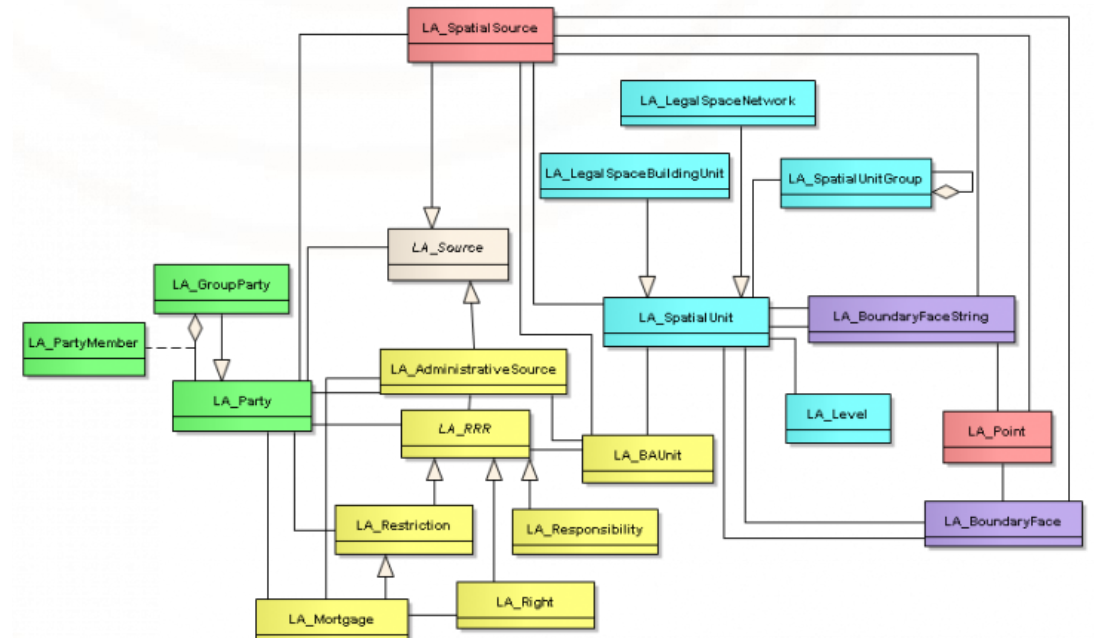 LA_SpatialSource
LA_LegalSpaceNetwork
LA_LegalSpaceBuildingUnit
LA_SpatialUnitGroup
LA_Source
LA_GroupParty
LA_SpatialUnit
LA_BoundaryFaceString
LA_PartyMember
LA_AdministrativeSource
LA_Party
LA_Level
LA_RRR
LA_Point
LA_BAUnit
LA_Restriction
LA_Responsibility
LA_BoundaryFace
LA_Right
LA_Mortgage